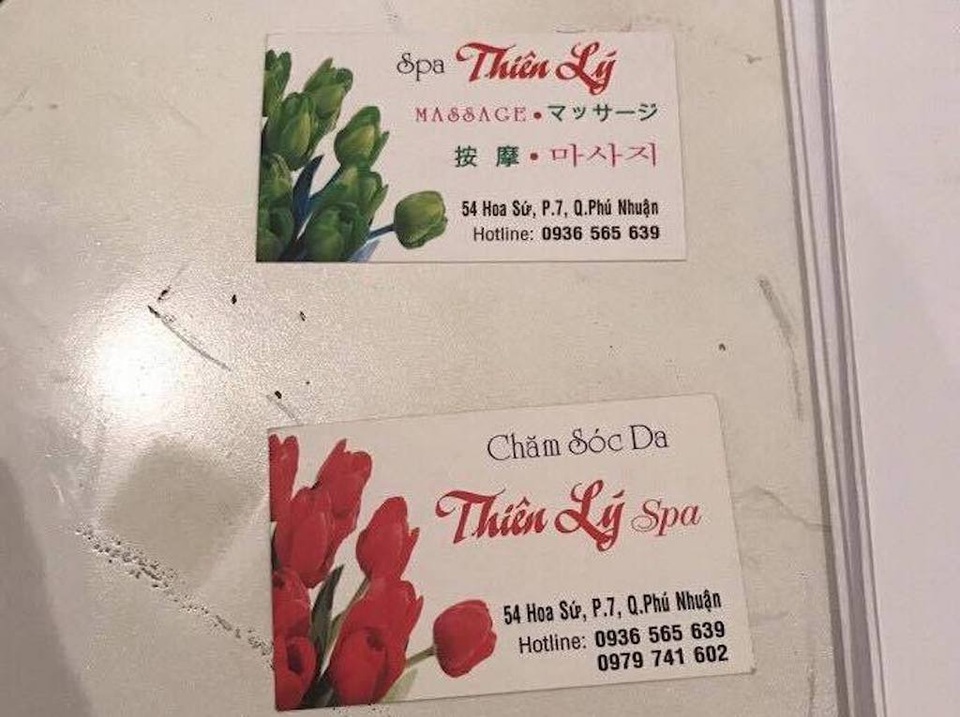 Spa Thiên Lý
MASSAGE • マッサージ
按 摩 • 마사지
54 Hoa Sứ, P.7, Q.Phú Nhuận
Hotline: 0936 565 639
Chăm Sóc Da
Thiên Lý Spa
54 Hoa Sứ, P.7, Q.Phú Nhuận
Hotline: 0936 565 639
0979 741 602